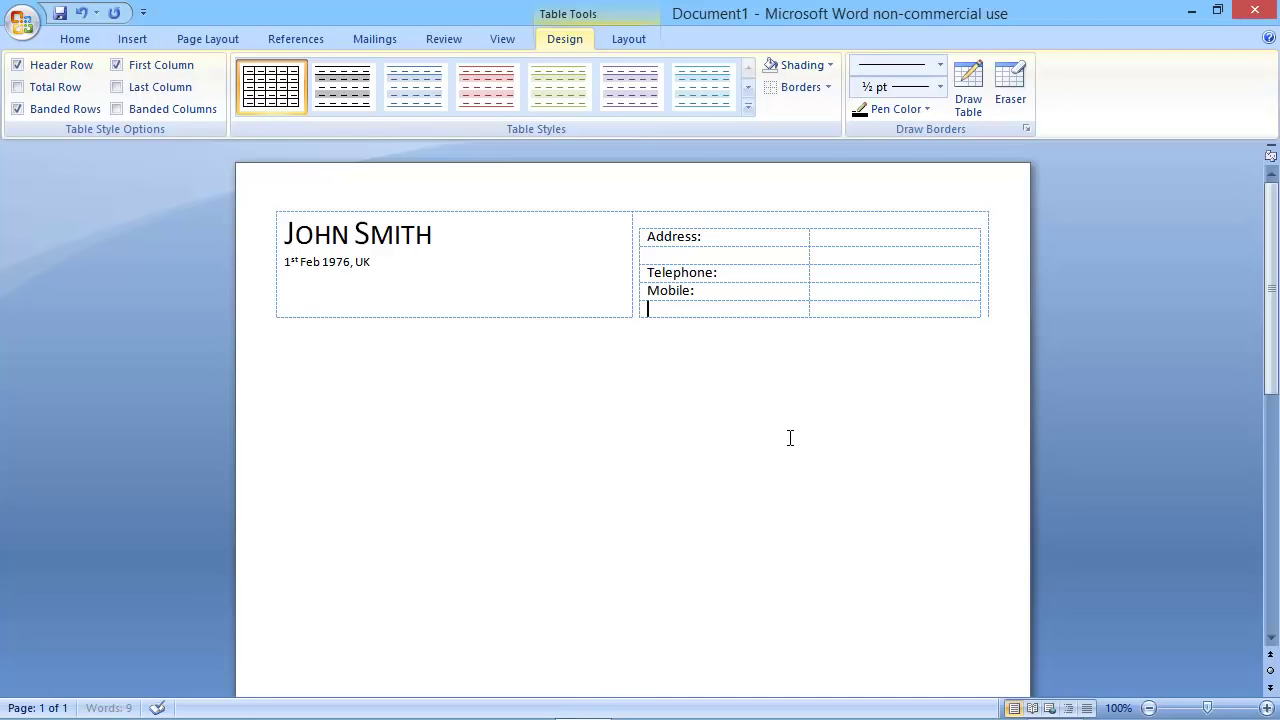 Table Tools
Document1 - Microsoft Word non-commercial use
Home Insert Page Layout References Mailings Review View Design Layout
Header Row First Column
Total Row Last Column
Banded Rows Banded Columns
Table Style Options
Table Styles
Shading
Borders
½ pt
Pen Color
Draw Table
Eraser
Draw Borders
JOHN SMITH
1st Feb 1976, UK
Address:
Telephone:
Mobile:
Page: 1 of 1 Words: 9 100%